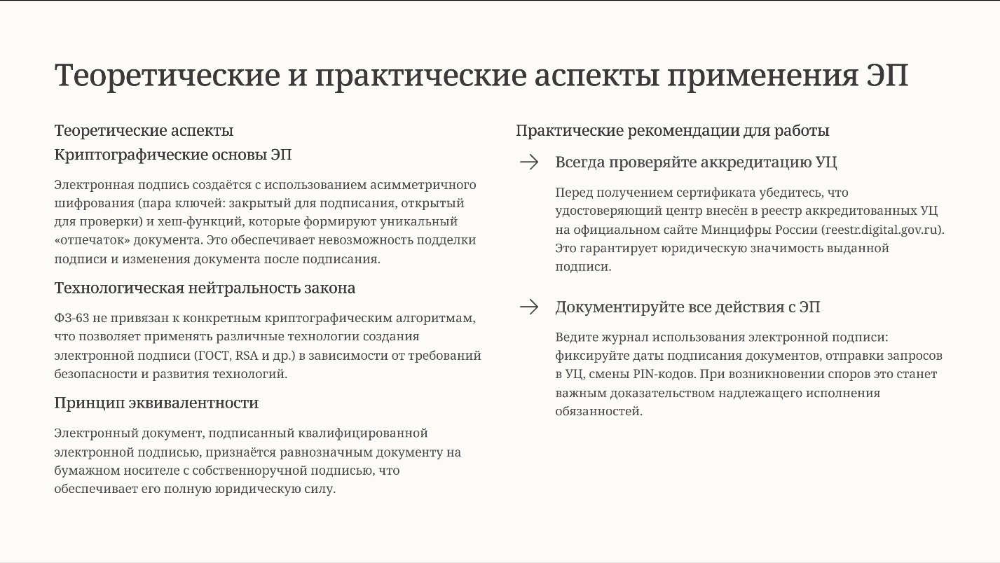 Теоретические и практические аспекты применения ЭП
Теоретические аспекты
Криптографические основы ЭП
Электронная подпись создаётся с использованием асимметричного
шифрования (пара ключей: закрытый для подписания, открытый
для проверки) и хеш-функций, которые формируют уникальный
«отпечаток» документа. Это обеспечивает невозможность подделки
подписи и изменения документа после подписания.
Технологическая нейтральность закона
ФЗ-63 не привязан к конкретным криптографическим алгоритмам,
что позволяет применять различные технологии создания
электронной подписи (ГОСТ, RSA и др.) в зависимости от требований
безопасности и развития технологий.
Принцип эквивалентности
Электронный документ, подписанный квалифицированной
электронной подписью, признаётся равнозначным документу на
бумажном носителе с собственноручной подписью, что
обеспечивает его полную юридическую силу.
Практические рекомендации для работы
Всегда проверяйте аккредитацию УЦ
Перед получением сертификата убедитесь, что
удостоверяющий центр внесён в реестр аккредитованных УЦ
на официальном сайте Минцифры России (reestr.digital.gov.ru).
Это гарантирует юридическую значимость выданной
подписи.
Документируйте все действия с ЭП
Ведите журнал использования электронной подписи:
фиксируйте даты подписания документов, отправки запросов
в УЦ, смены PIN-кодов. При возникновении споров это станет
важным доказательством надлежащего исполнения
обязанностей.